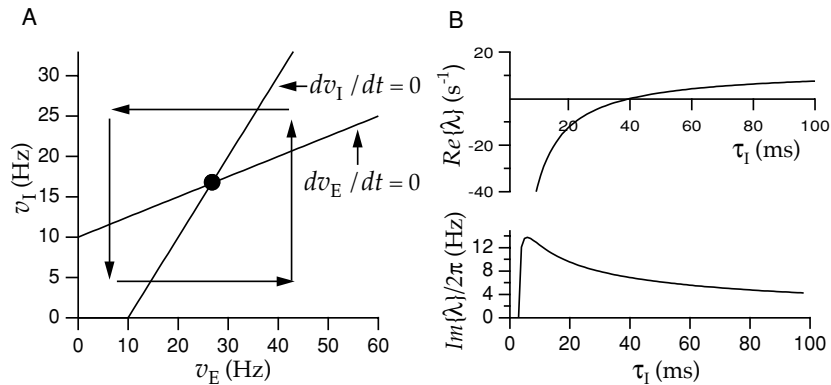 A
30
25
20
15
10
5
0
v_I (Hz)
0 10 20 30 40 50 60
v_E (Hz)
dv_I / dt = 0
dv_E / dt = 0
B
20
-20
-40
Re{λ} (s⁻¹)
20 40 60 80 100
τ_I (ms)
12
8
4
0
Im{λ}/2π (Hz)
0 20 40 60 80 100
τ_I (ms)